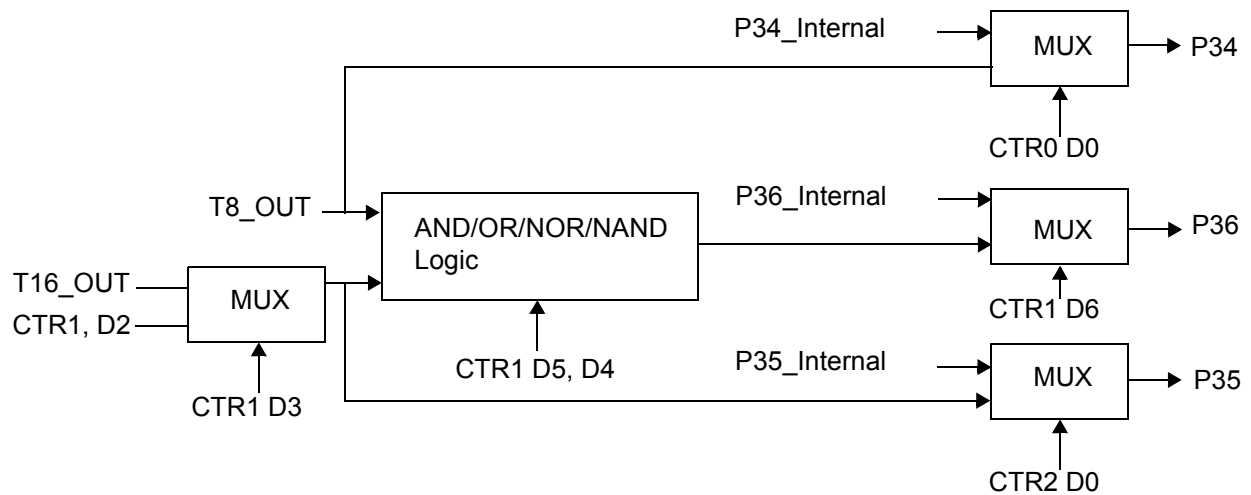 P34_Internal
MUX
P34
CTR0 D0
T8_OUT
AND/OR/NOR/NAND
Logic
P36_Internal
MUX
P36
CTR1 D6
T16_OUT
CTR1, D2
MUX
CTR1 D3
CTR1 D5, D4
P35_Internal
MUX
P35
CTR2 D0